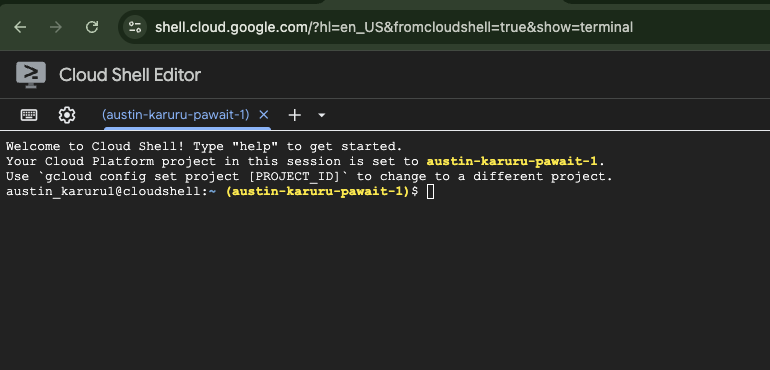 shell.cloud.google.com/?hl=en_US&fromcloudshell=true&show=terminal
Cloud Shell Editor
(austin-karuru-pawait-1) × + ▾
Welcome to Cloud Shell! Type "help" to get started.
Your Cloud Platform project in this session is set to austin-karuru-pawait-1.
Use `gcloud config set project [PROJECT_ID]` to change to a different project.
austin_karuru1@cloudshell:~ (austin-karuru-pawait-1)$